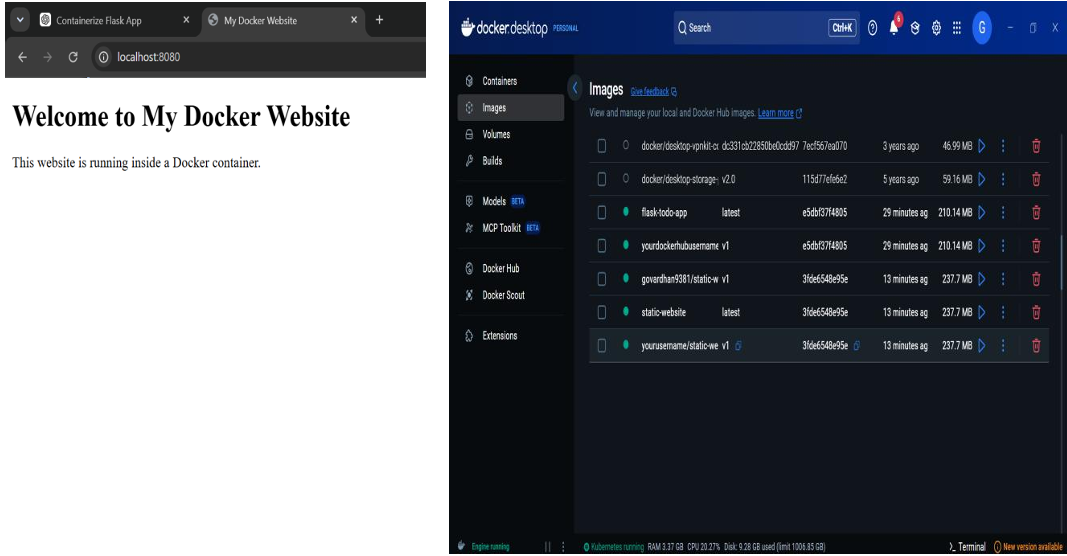 Containerize Flask App
My Docker Website
localhost:8080
Welcome to My Docker Website
This website is running inside a Docker container.
docker.desktop PERSONAL
Search Ctrl+K
6
G
Containers
Images
Volumes
Builds
Models BETA
MCP Toolkit BETA
Docker Hub
Docker Scout
Extensions
Images Give feedback
View and manage your local and Docker Hub images. Learn more
docker/desktop-vpnkit-cc dc331cb22850be0cdd97 7ecf567ea070 3 years ago 46.99 MB
docker/desktop-storage- v2.0 115d77efe6e2 5 years ago 59.16 MB
flask-todo-app latest e5dbf37f4805 29 minutes ag 210.14 MB
yourdockerhubusername v1 e5dbf37f4805 29 minutes ag 210.14 MB
govardhan9381/static-w v1 3fde6548e95e 13 minutes ag 237.7 MB
static-website latest 3fde6548e95e 13 minutes ag 237.7 MB
yourusername/static-we v1 3fde6548e95e 13 minutes ag 237.7 MB
Engine running
Kubernetes running RAM 3.37 GB CPU 20.27% Disk: 9.28 GB used (limit 1006.85 GB)
Terminal New version available